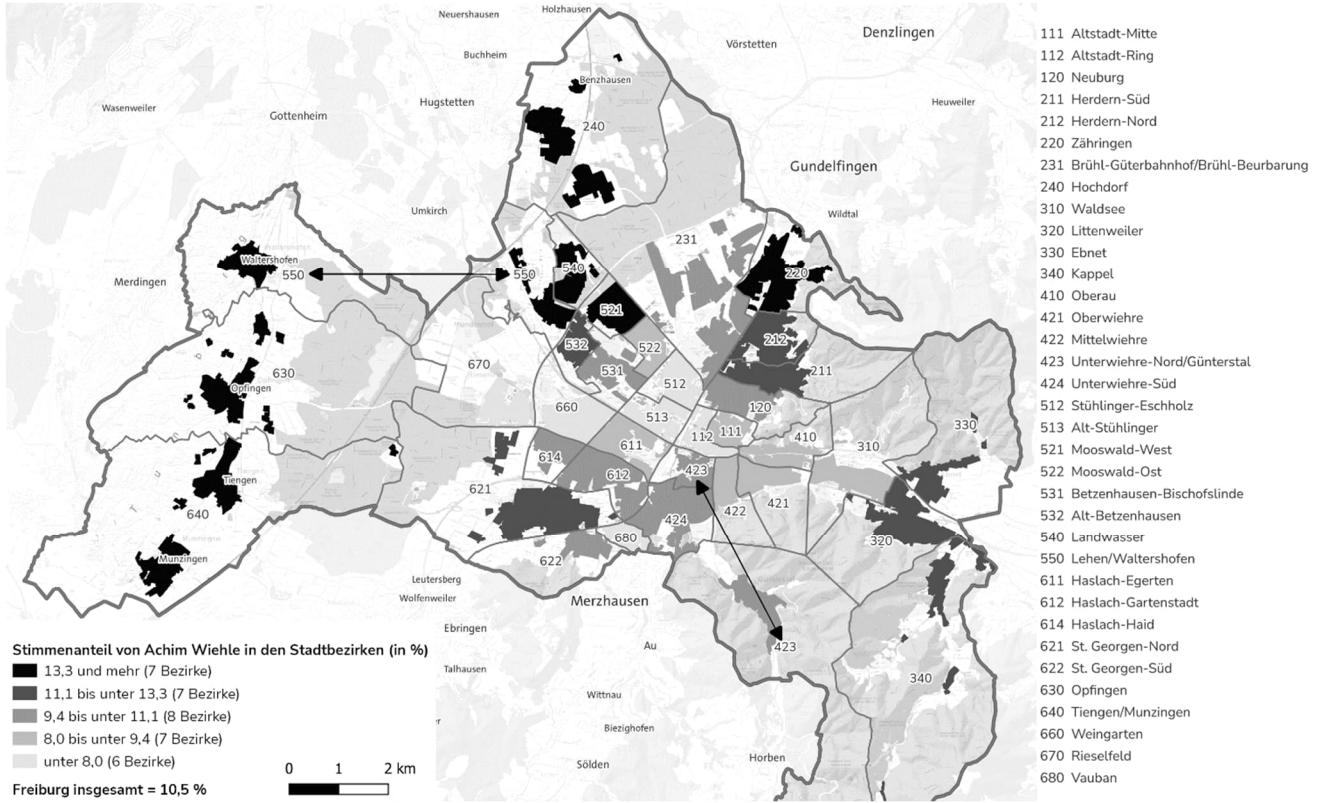 Neuershausen
Holzhausen
Denzlingen
Vörstetten
Buchheim
Benzhausen
Wasenweiler
Hugstetten
Heuweiler
Gottenheim
240
Gundelfingen
Umkirch
Wildtal
231
Waltershofen
550
550
540
220
Merdingen
521
212
532
522
670
531
211
630
512
Opfingen
660
120
513
330
112
111
410
611
310
614
423
612
Tiengen
621
422
421
640
424
680
320
Munzingen
622
Leutersberg
Wolfenweiler
Merzhausen
Ebringen
Au
423
Talhausen
340
Wittnau
Biezighofen
Horben
Sölden
111 Altstadt-Mitte
112 Altstadt-Ring
120 Neuburg
211 Herdern-Süd
212 Herdern-Nord
220 Zähringen
231 Brühl-Güterbahnhof/Brühl-Beurbarung
240 Hochdorf
310 Waldsee
320 Littenweiler
330 Ebnet
340 Kappel
410 Oberau
421 Oberwiehre
422 Mittelwiehre
423 Unterwiehre-Nord/Günterstal
424 Unterwiehre-Süd
512 Stühlinger-Eschholz
513 Alt-Stühlinger
521 Mooswald-West
522 Mooswald-Ost
531 Betzenhausen-Bischofslinde
532 Alt-Betzenhausen
540 Landwasser
550 Lehen/Waltershofen
611 Haslach-Egerten
612 Haslach-Gartenstadt
614 Haslach-Haid
621 St. Georgen-Nord
622 St. Georgen-Süd
630 Opfingen
640 Tiengen/Munzingen
660 Weingarten
670 Rieselfeld
680 Vauban
Stimmenanteil von Achim Wiehle in den Stadtbezirken (in %)
13,3 und mehr (7 Bezirke)
11,1 bis unter 13,3 (7 Bezirke)
9,4 bis unter 11,1 (8 Bezirke)
8,0 bis unter 9,4 (7 Bezirke)
unter 8,0 (6 Bezirke)
Freiburg insgesamt = 10,5 %
0 1 2 km